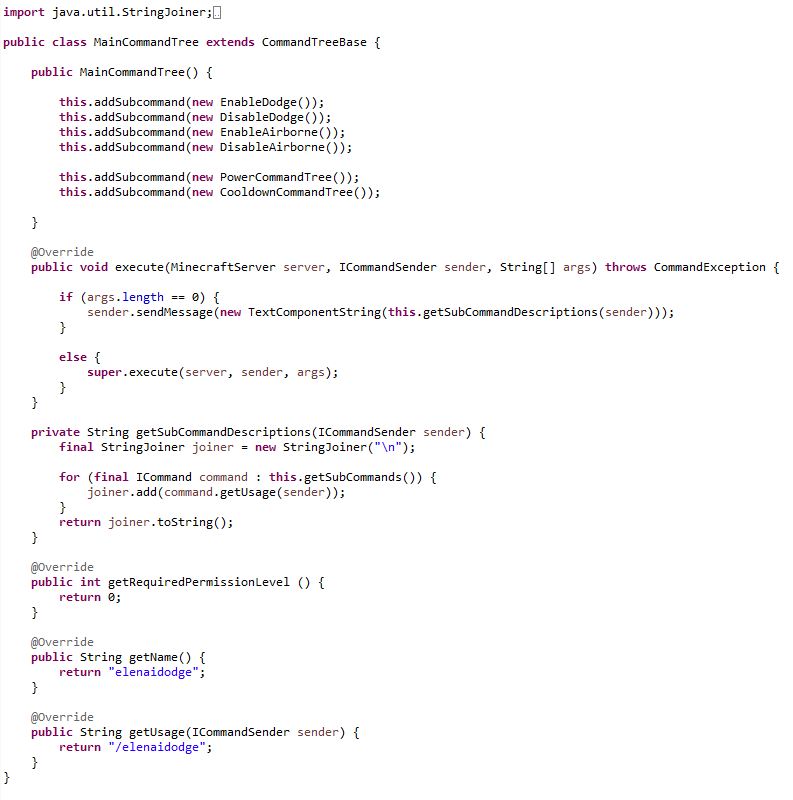 import java.util.StringJoiner;
public class MainCommandTree extends CommandTreeBase {
public MainCommandTree() {
this.addSubcommand(new EnableDodge());
this.addSubcommand(new DisableDodge());
this.addSubcommand(new EnableAirborne());
this.addSubcommand(new DisableAirborne());
this.addSubcommand(new PowerCommandTree());
this.addSubcommand(new CooldownCommandTree());
}
@Override
public void execute(MinecraftServer server, ICommandSender sender, String[] args) throws CommandException {
if (args.length == 0) {
sender.sendMessage(new TextComponentString(this.getSubCommandDescriptions(sender)));
}
else {
super.execute(server, sender, args);
}
}
private String getSubCommandDescriptions(ICommandSender sender) {
final StringJoiner joiner = new StringJoiner("\n");
for (final ICommand command : this.getSubCommands()) {
joiner.add(command.getUsage(sender));
}
return joiner.toString();
}
@Override
public int getRequiredPermissionLevel () {
return 0;
}
@Override
public String getName() {
return "elenaidodge";
}
@Override
public String getUsage(ICommandSender sender) {
return "/elenaidodge";
}
}